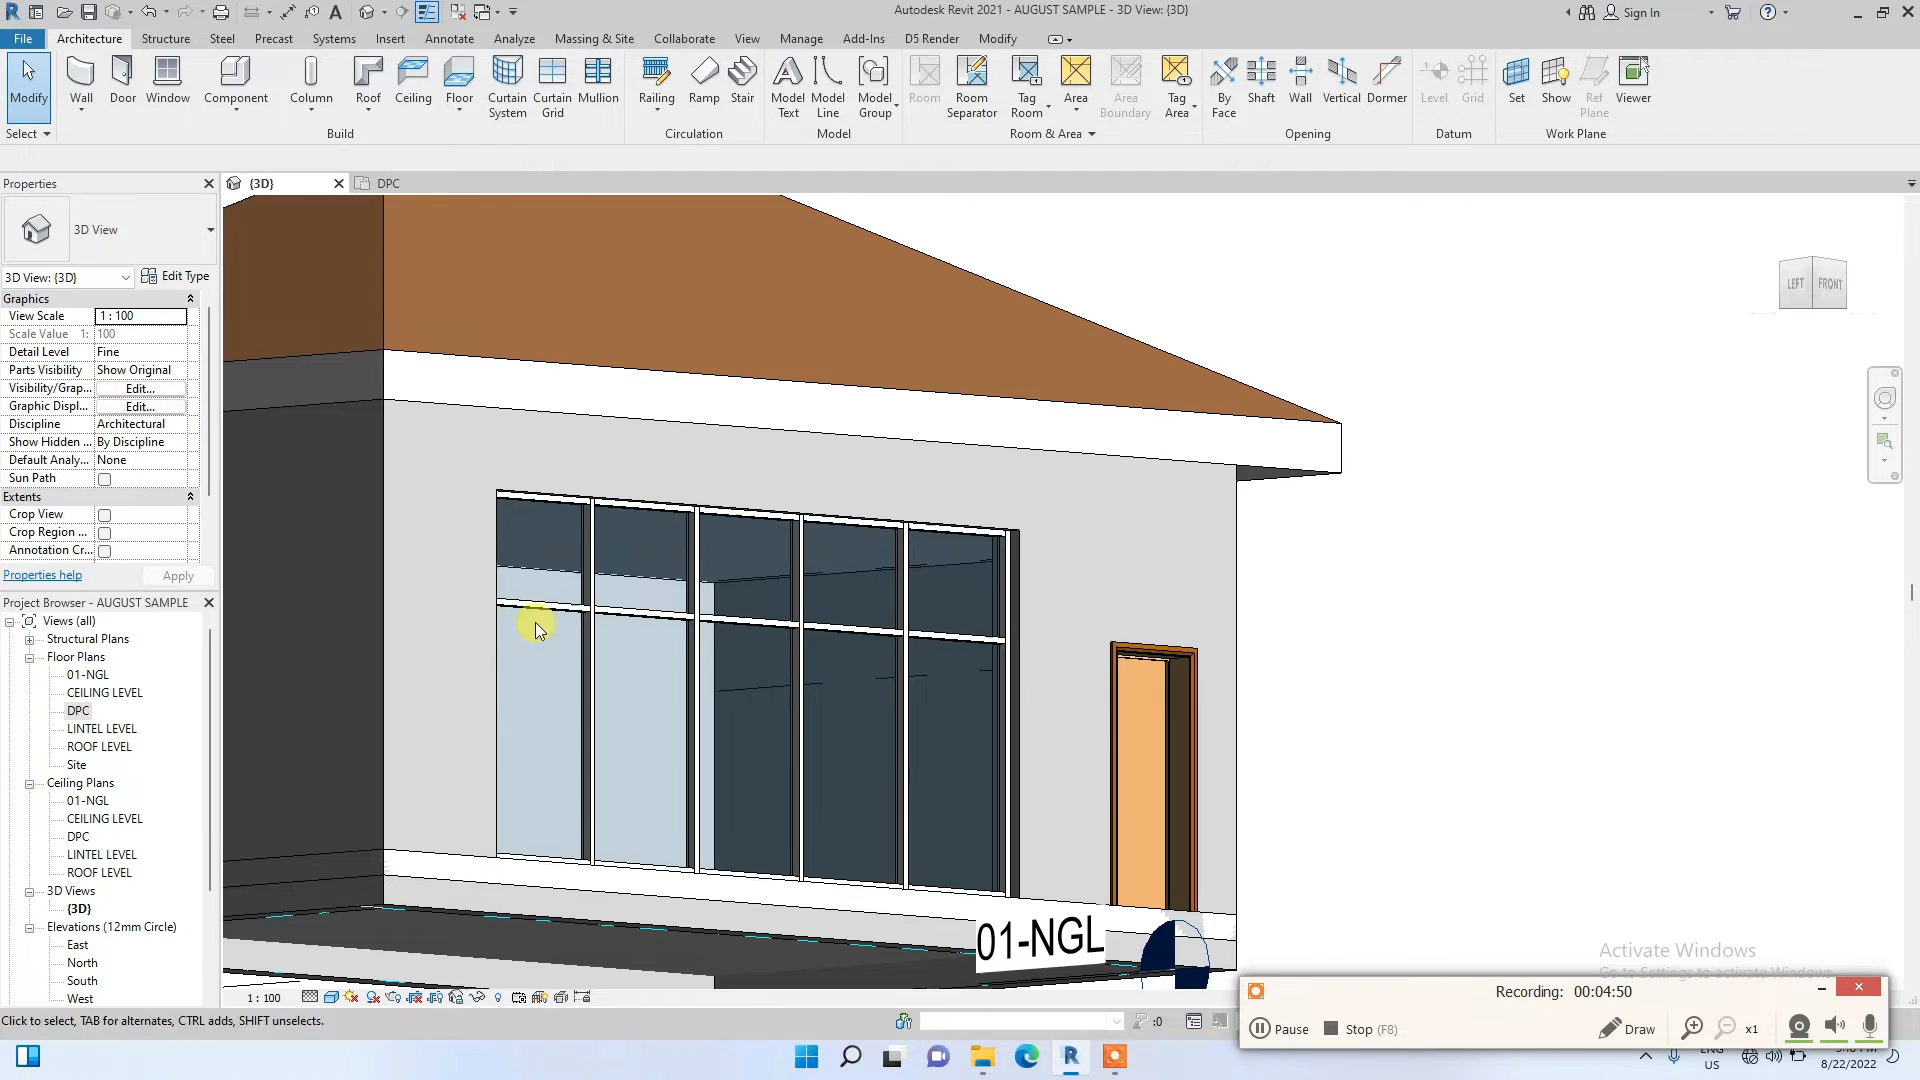 Autodesk Revit 2021 - AUGUST SAMPLE - 3D View: {3D}
Sign In
File Architecture Structure Steel Precast Systems Insert Annotate Analyze Massing & Site Collaborate View Manage Add-Ins D5 Render Modify
Modify Wall Door Window Component Column Roof Ceiling Floor Curtain System Curtain Grid Mullion Railing Ramp Stair Model Text Model Line Model Group Room Room Separator Tag Room Area Area Boundary Tag Area By Face Shaft Wall Vertical Dormer Level Grid Set Show Ref Plane Viewer
Select Build Circulation Model Room & Area Opening Datum Work Plane
Properties
{3D}
DPC
3D View
3D View: {3D} Edit Type
Graphics
View Scale 1 : 100
Scale Value 1: 100
Detail Level Fine
Parts Visibility Show Original
Visibility/Grap... Edit...
Graphic Displ... Edit...
Discipline Architectural
Show Hidden ... By Discipline
Default Analy... None
Sun Path
Extents
Crop View
Crop Region ...
Annotation Cr...
Properties help Apply
Project Browser - AUGUST SAMPLE
Views (all)
Structural Plans
Floor Plans
01-NGL
CEILING LEVEL
DPC
LINTEL LEVEL
ROOF LEVEL
Site
Ceiling Plans
01-NGL
CEILING LEVEL
DPC
LINTEL LEVEL
ROOF LEVEL
3D Views
{3D}
Elevations (12mm Circle)
East
North
South
West
LEFT FRONT
01-NGL
Activate Windows
Go to Settings to activate Windows.
1 : 100
Click to select, TAB for alternates, CTRL adds, SHIFT unselects.
:0
Recording: 00:04:50
Pause Stop (F8) Draw x1
ENG
US
8/22/2022